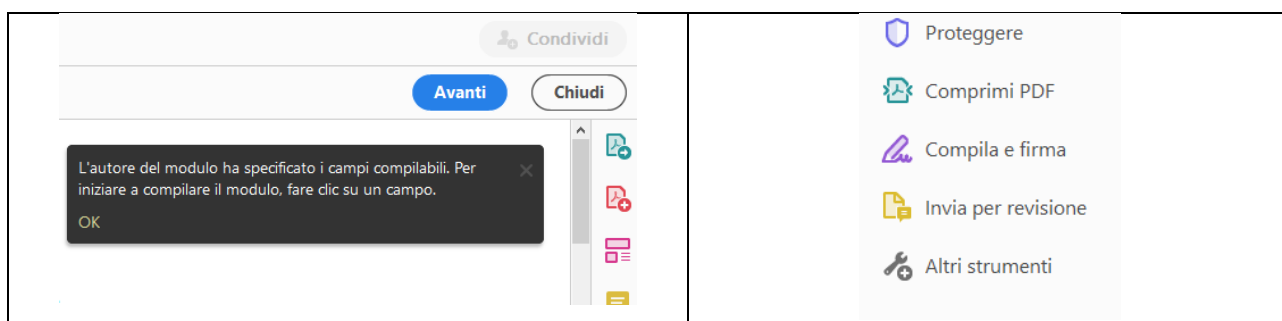 Condividi
Avanti
Chiudi
L'autore del modulo ha specificato i campi compilabili. Per
iniziare a compilare il modulo, fare clic su un campo.
OK
Proteggere
Comprimi PDF
Compila e firma
Invia per revisione
Altri strumenti